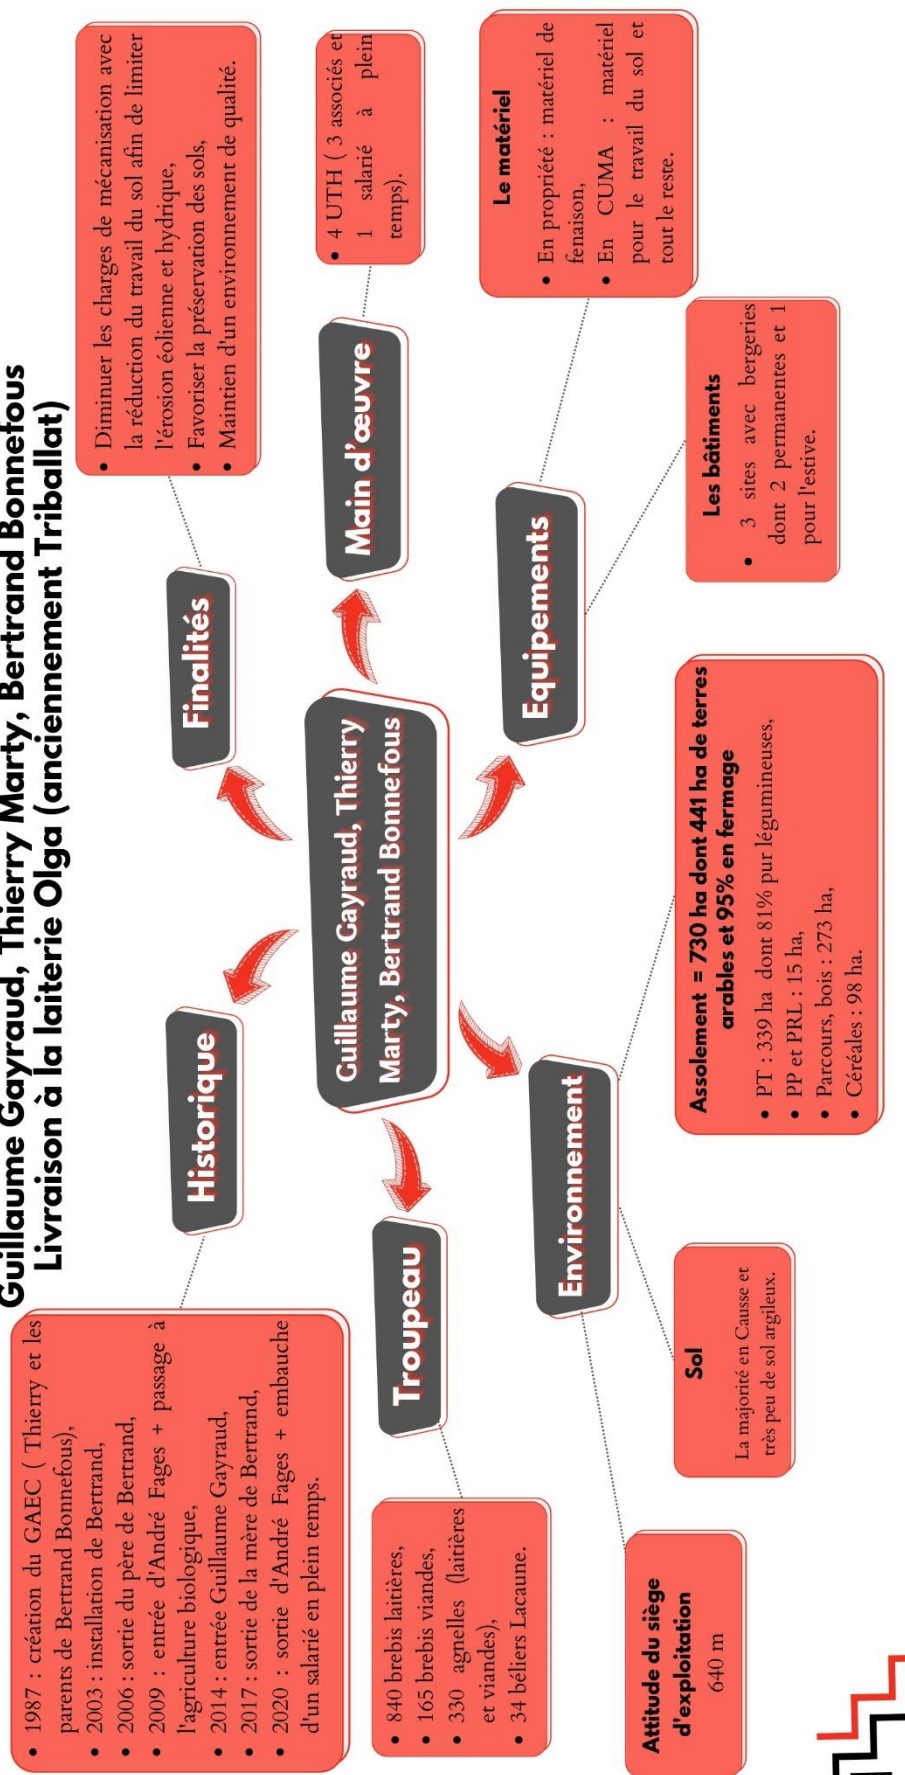 Guillaume Gayraud, Thierry Marty, Bertrand Bonnefous
Livraison à la laiterie Olga (anciennement Triballat)
• 1987 : création du GAEC ( Thierry et les
parents de Bertrand Bonnefous),
• 2003 : installation de Bertrand,
• 2006 : sortie du père de Bertrand,
• 2009 : entrée d'André Fages + passage à
l'agriculture biologique,
• 2014 : entrée Guillaume Gayraud,
• 2017 : sortie de la mère de Bertrand,
• 2020 : sortie d'André Fages + embauche
d'un salarié en plein temps.
Historique
Finalités
• Diminuer les charges de mécanisation avec
la réduction du travail du sol afin de limiter
l'érosion éolienne et hydrique,
• Favoriser la préservation des sols,
• Maintien d'un environnement de qualité.
Guillaume Gayraud, Thierry
Marty, Bertrand Bonnefous
Main d'œuvre
• 4 UTH ( 3 associés et
1 salarié à plein
temps).
Troupeau
• 840 brebis laitières,
• 165 brebis viandes,
• 330 agnelles (laitières
et viandes),
• 34 béliers Lacaune.
Equipements
Le matériel
• En propriété : matériel de
fenaison,
• En CUMA : matériel
pour le travail du sol et
tout le reste.
Les bâtiments
• 3 sites avec bergeries
dont 2 permanentes et 1
pour l'estive.
Environnement
Attitude du siège
d'exploitation
640 m
Sol
La majorité en Causse et
très peu de sol argileux.
Assolement = 730 ha dont 441 ha de terres
arables et 95% en fermage
• PT : 339 ha dont 81% pur légumineuses,
• PP et PRL : 15 ha,
• Parcours, bois : 273 ha,
• Céréales : 98 ha.